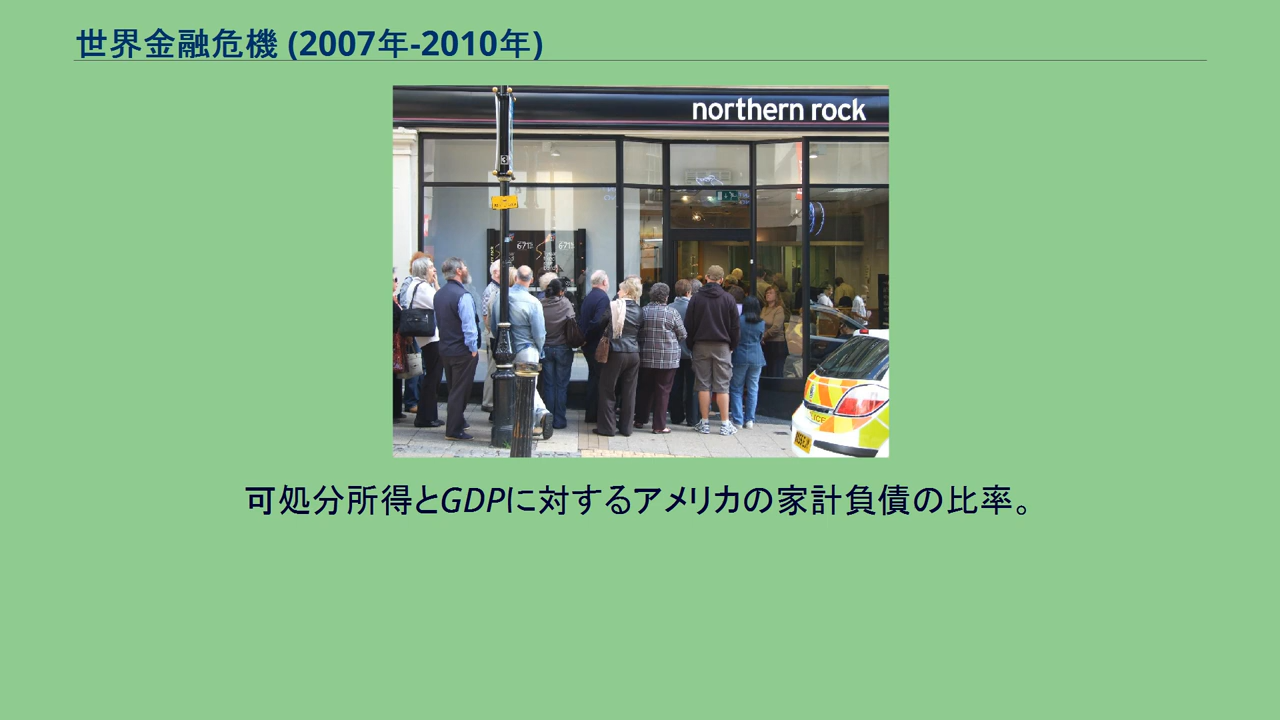 世界金融危機 (2007年-2010年)
northern rock
可処分所得とGDPに対するアメリカの家計負債の比率。